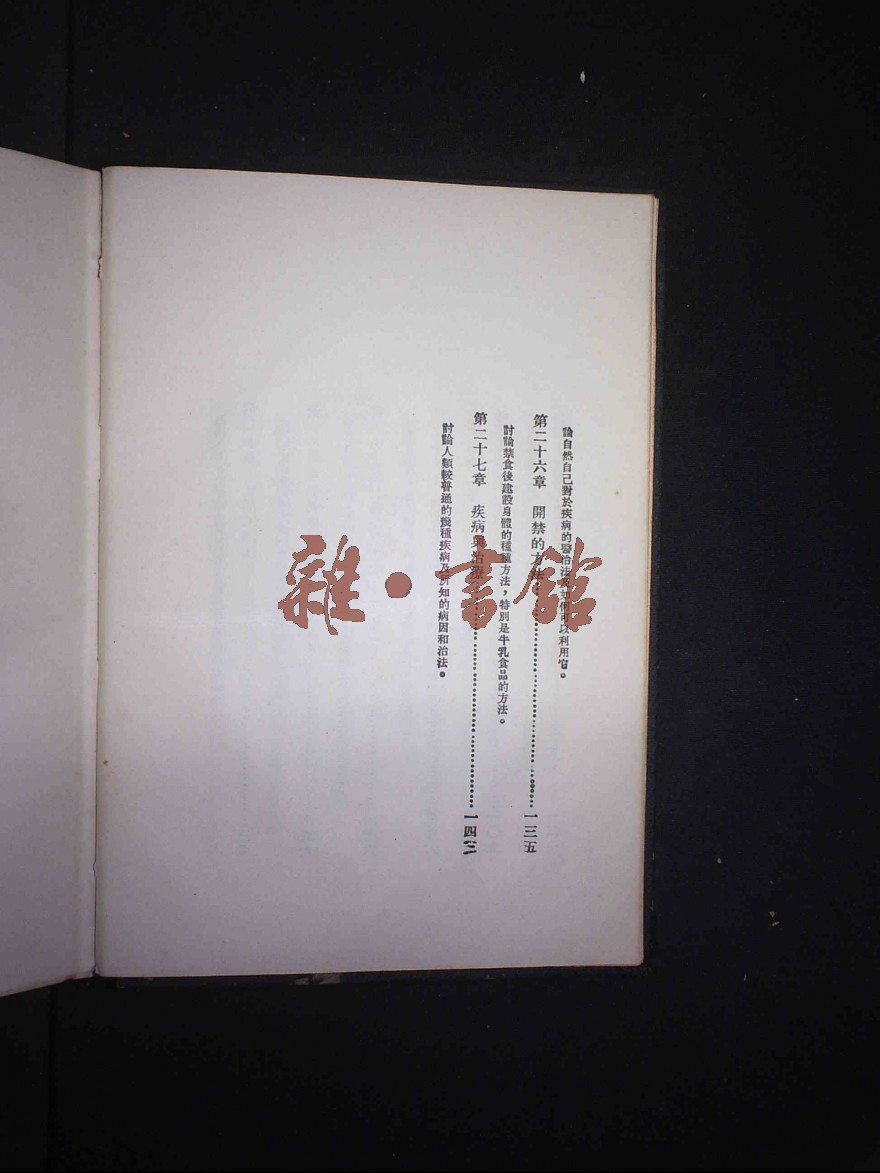 論自然自己對於疾病的醫治法及如何可以利用它。
第二十六章　開禁的方法……………………………一三五
討論禁食後建設身體的種種方法，特別是牛乳食品的方法。
第二十七章　疾病與治療……………………………一四三
討論人類較普通的幾種疾病及所知的病因和治法。
雜·書館